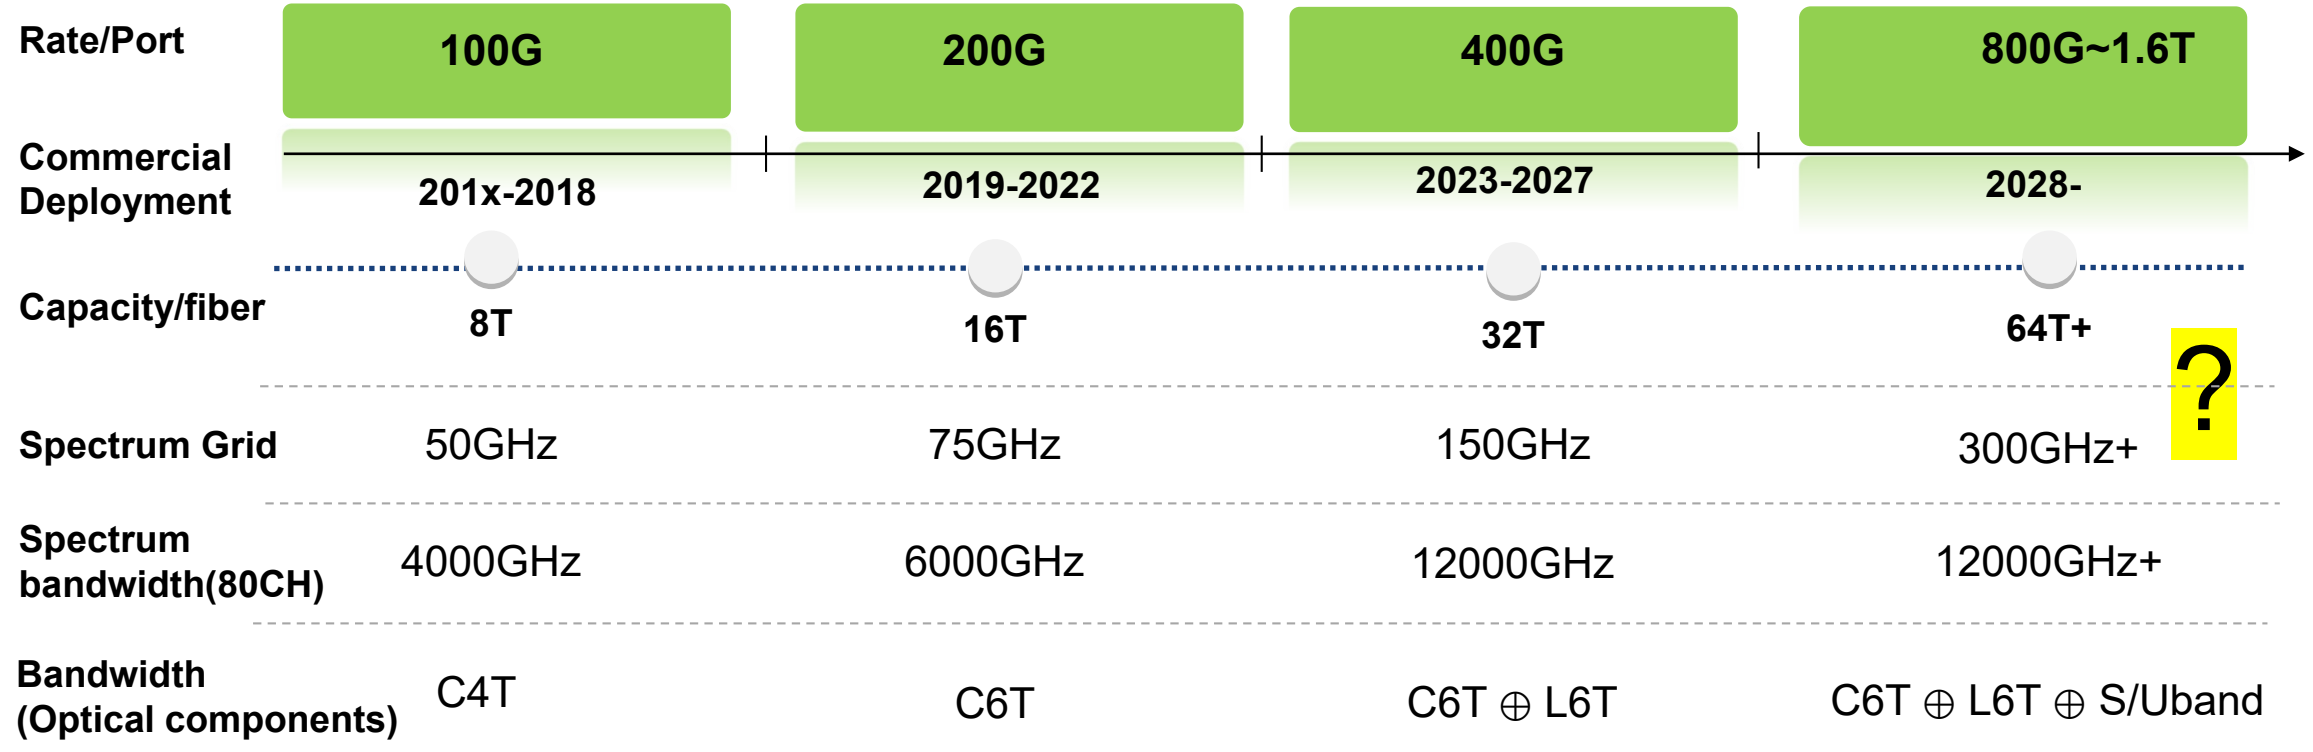 Rate/Port 100G 200G 400G 800G~1.6T
Commercial
Deployment 201x-2018 2019-2022 2023-2027 2028-
Capacity/fiber 8T 16T 32T 64T+
?
Spectrum Grid 50GHz 75GHz 150GHz 300GHz+
Spectrum
bandwidth(80CH) 4000GHz 6000GHz 12000GHz 12000GHz+
Bandwidth
(Optical components) C4T C6T C6T ⊕ L6T C6T ⊕ L6T ⊕ S/Uband